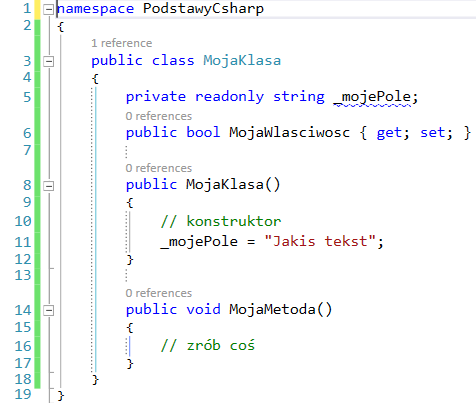 1 namespace PodstawyCsharp
2 {
1 reference
3 public class MojaKlasa
4 {
5 private readonly string _mojePole;
0 references
6 public bool MojaWlasciwosc { get; set; }
7
0 references
8 public MojaKlasa()
9 {
10 // konstruktor
11 _mojePole = "Jakis tekst";
12 }
13
0 references
14 public void MojaMetoda()
15 {
16 // zrób coś
17 }
18 }
19 }